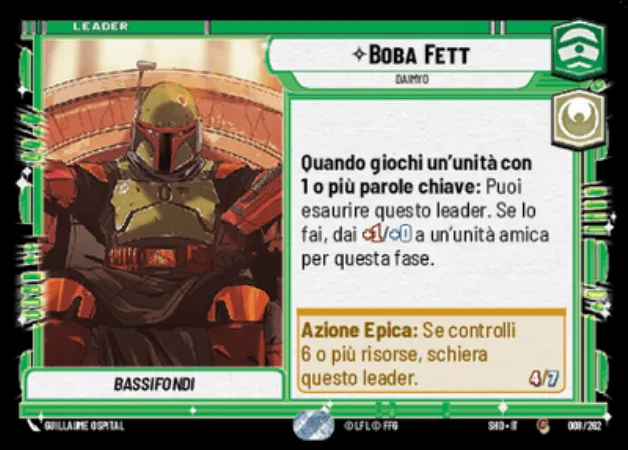 LEADER
BOBA FETT
DAIMYO
Quando giochi un'unità con
1 o più parole chiave: Puoi
esaurire questo leader. Se lo
fai, dai +1/+0 a un'unità amica
per questa fase.
Azione Epica: Se controlli
6 o più risorse, schiera
questo leader. 4/7
BASSIFONDI
GUILLAUME OSPITAL
© LFL © FFG
SHD • IT
008/262